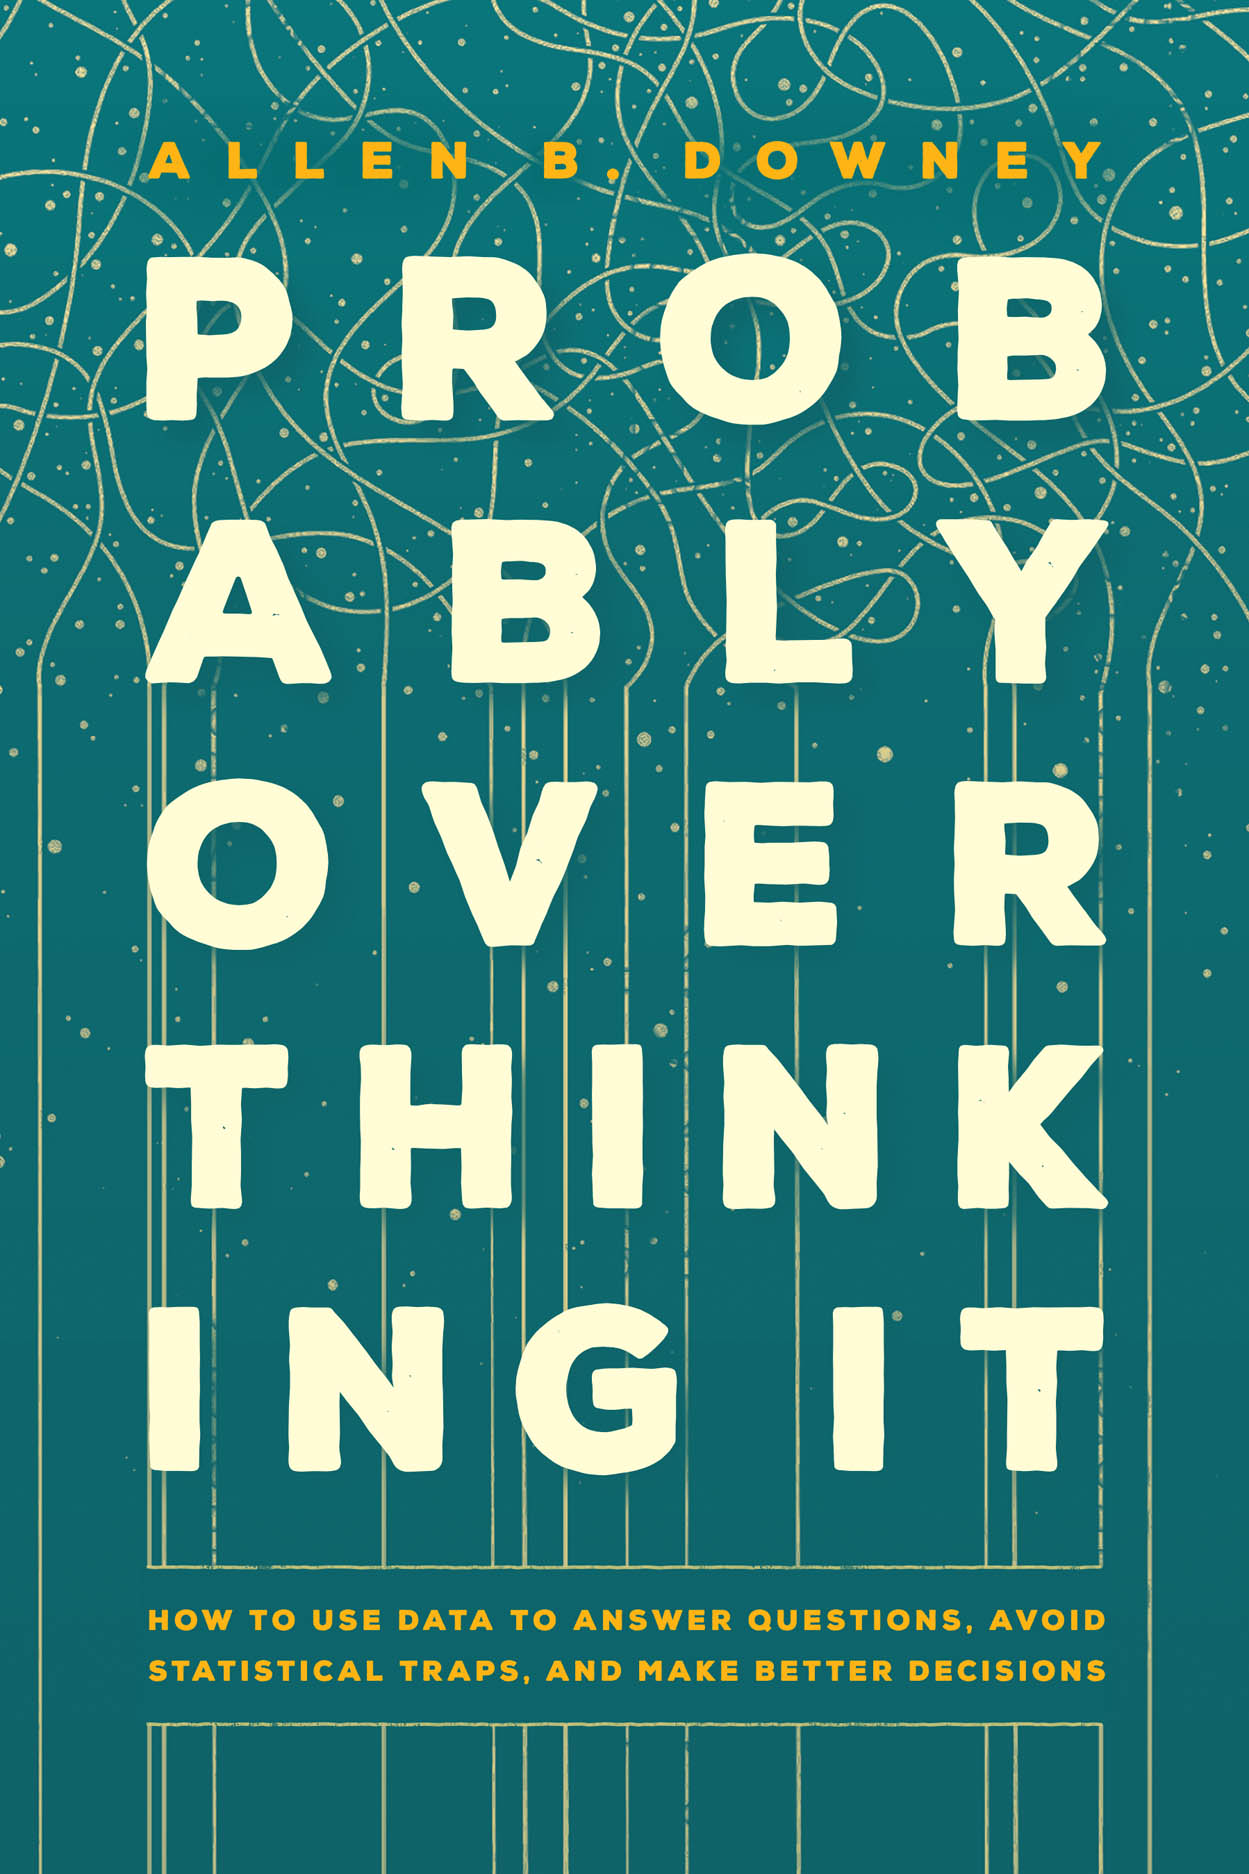 ALLEN B. DOWNEY
PROB
ABLY
OVER
THINK
ING IT
HOW TO USE DATA TO ANSWER QUESTIONS, AVOID
STATISTICAL TRAPS, AND MAKE BETTER DECISIONS